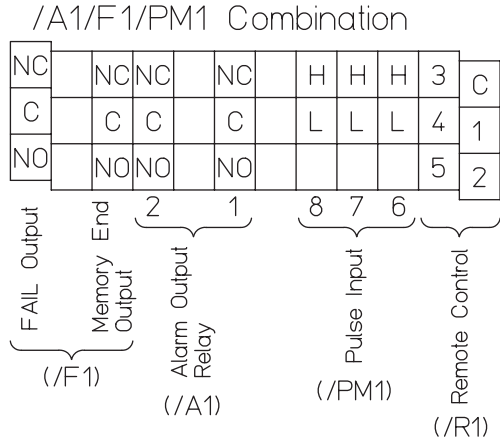 /A1/F1/PM1 Combination
NC NC NC NC H H H 3 C
C C C C L L L 4 1
NO NO NO NO 5 2
2 1 8 7 6
FAIL Output
Memory End
Output
Alarm Output
Relay
Pulse Input
Remote Control
(/F1)
(/A1)
(/PM1)
(/R1)